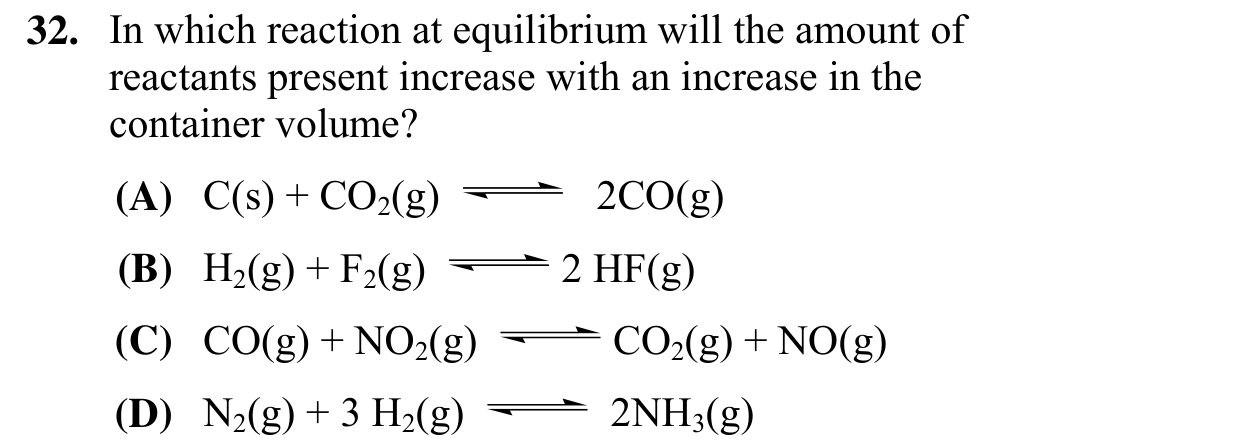 32. In which reaction at equilibrium will the amount of
reactants present increase with an increase in the
container volume?
(A) C(s) + CO₂(g) ⇌ 2CO(g)
(B) H₂(g) + F₂(g) ⇌ 2 HF(g)
(C) CO(g) + NO₂(g) ⇌ CO₂(g) + NO(g)
(D) N₂(g) + 3 H₂(g) ⇌ 2NH₃(g)